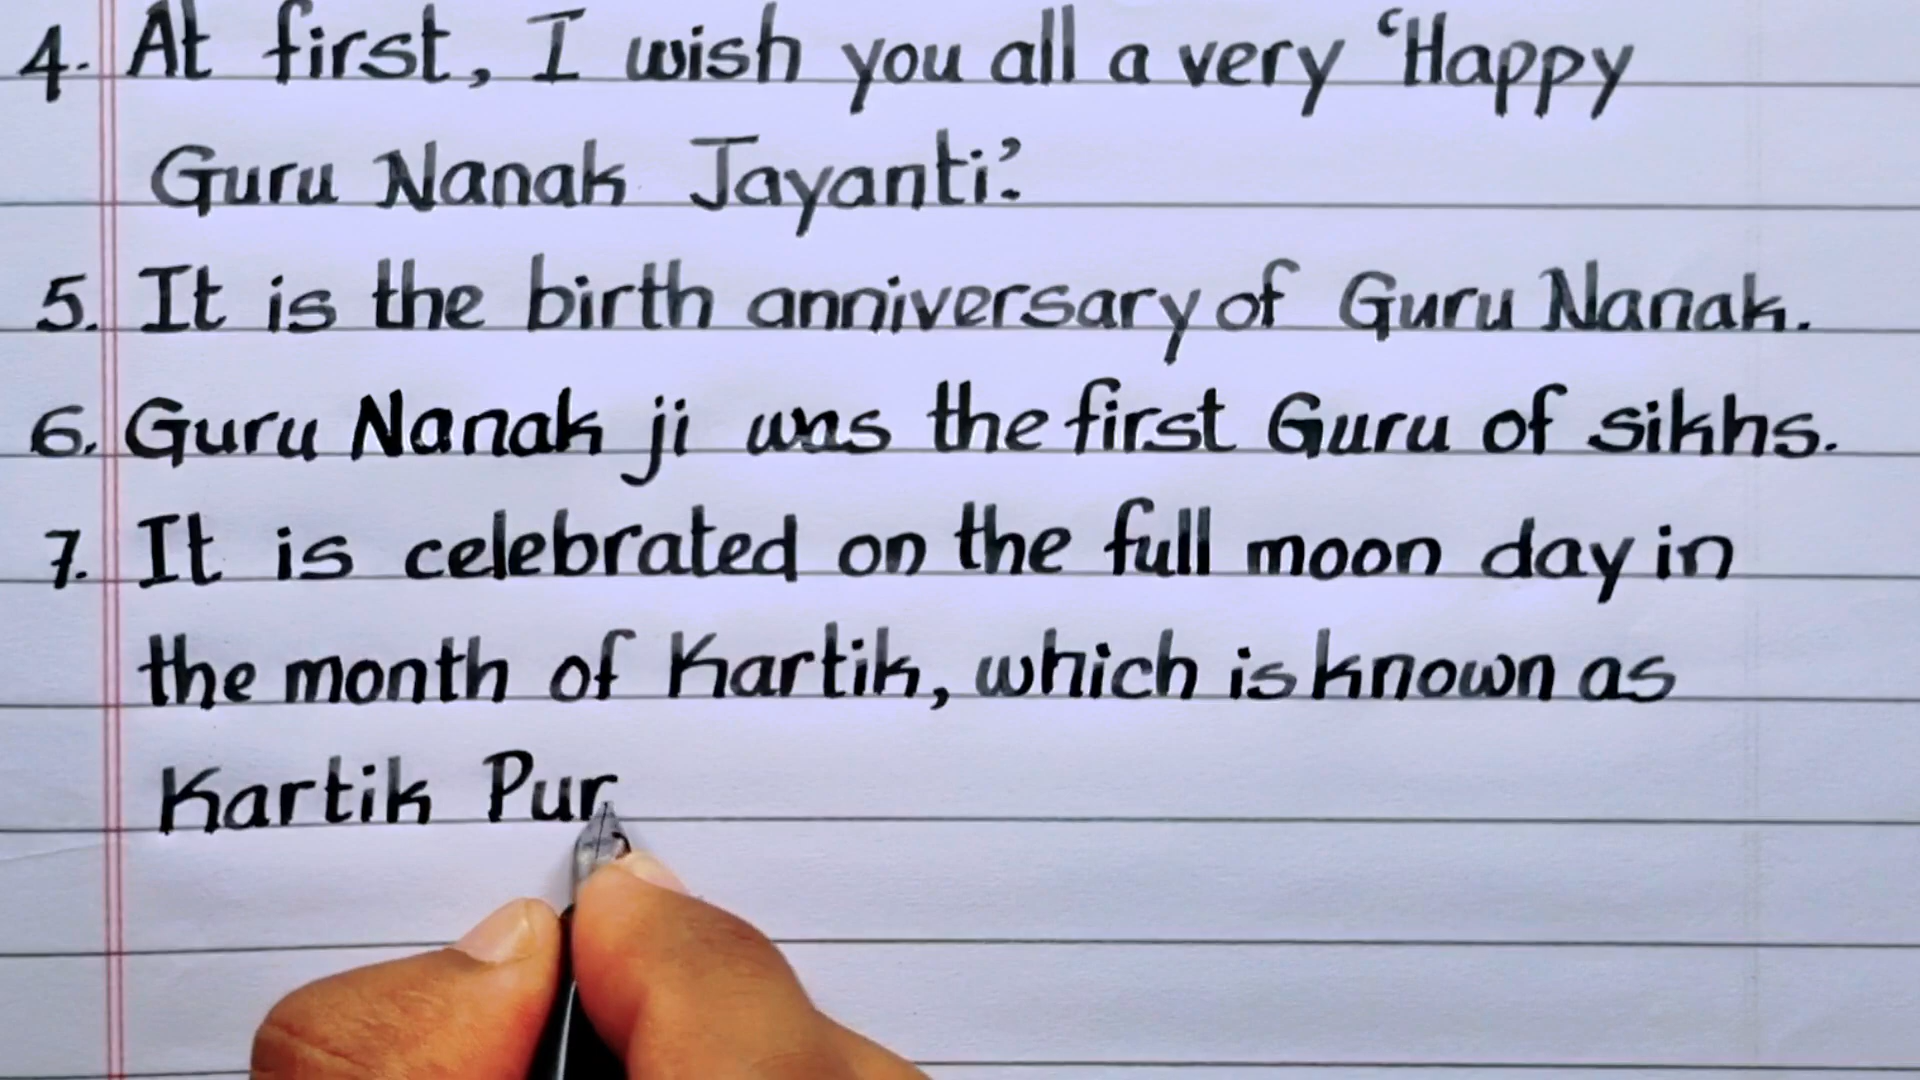 4. At first, I wish you all a very ‘Happy
Guru Nanak Jayanti’.
5. It is the birth anniversary of Guru Nanak.
6. Guru Nanak ji was the first Guru of sikhs.
7. It is celebrated on the full moon day in
the month of Kartik, which is known as
Kartik Pur